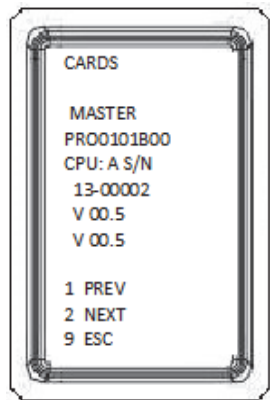 CARDS
MASTER
PRO0101B00
CPU: A S/N
13-00002
V 00.5
V 00.5
1 PREV
2 NEXT
9 ESC